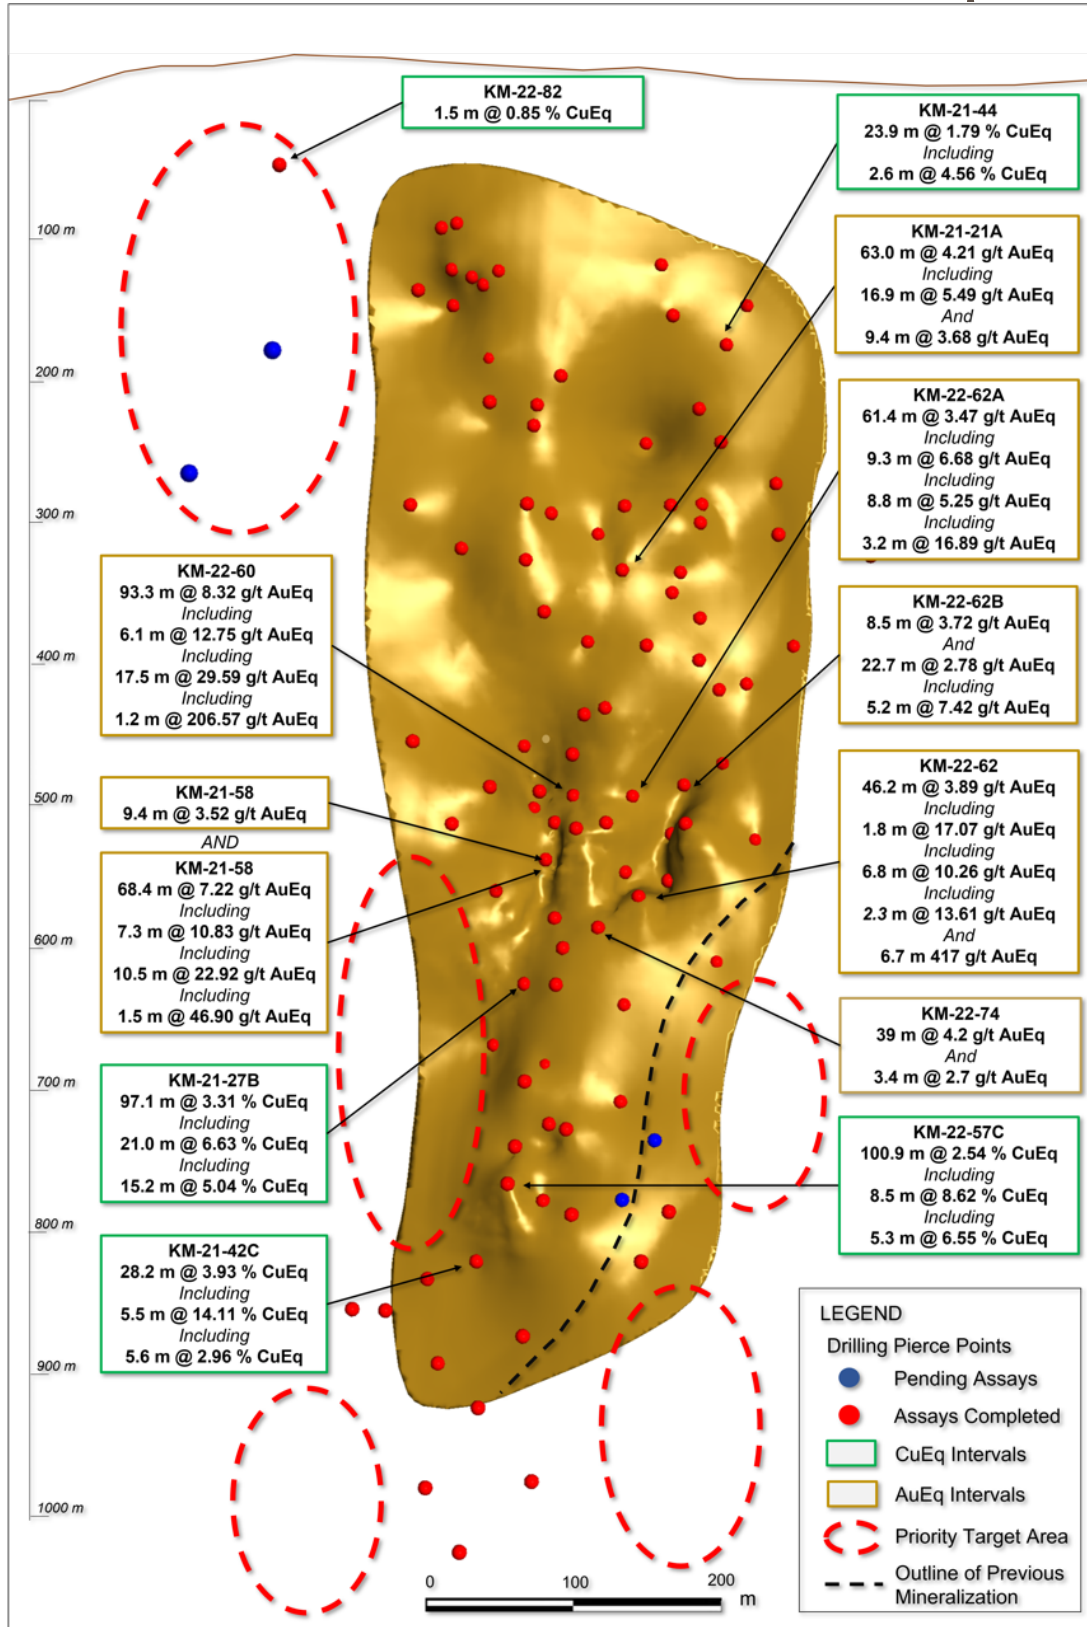 KM-22-82
1.5 m @ 0.85 % CuEq
KM-21-44
23.9 m @ 1.79 % CuEq
Including
2.6 m @ 4.56 % CuEq
KM-21-21A
63.0 m @ 4.21 g/t AuEq
Including
16.9 m @ 5.49 g/t AuEq
And
9.4 m @ 3.68 g/t AuEq
KM-22-62A
61.4 m @ 3.47 g/t AuEq
Including
9.3 m @ 6.68 g/t AuEq
Including
8.8 m @ 5.25 g/t AuEq
Including
3.2 m @ 16.89 g/t AuEq
KM-22-60
93.3 m @ 8.32 g/t AuEq
Including
6.1 m @ 12.75 g/t AuEq
Including
17.5 m @ 29.59 g/t AuEq
Including
1.2 m @ 206.57 g/t AuEq
KM-22-62B
8.5 m @ 3.72 g/t AuEq
And
22.7 m @ 2.78 g/t AuEq
Including
5.2 m @ 7.42 g/t AuEq
KM-21-58
9.4 m @ 3.52 g/t AuEq
AND
KM-21-58
68.4 m @ 7.22 g/t AuEq
Including
7.3 m @ 10.83 g/t AuEq
Including
10.5 m @ 22.92 g/t AuEq
Including
1.5 m @ 46.90 g/t AuEq
KM-22-62
46.2 m @ 3.89 g/t AuEq
Including
1.8 m @ 17.07 g/t AuEq
Including
6.8 m @ 10.26 g/t AuEq
Including
2.3 m @ 13.61 g/t AuEq
And
6.7 m 417 g/t AuEq
KM-22-74
39 m @ 4.2 g/t AuEq
And
3.4 m @ 2.7 g/t AuEq
KM-21-27B
97.1 m @ 3.31 % CuEq
Including
21.0 m @ 6.63 % CuEq
Including
15.2 m @ 5.04 % CuEq
KM-22-57C
100.9 m @ 2.54 % CuEq
Including
8.5 m @ 8.62 % CuEq
Including
5.3 m @ 6.55 % CuEq
KM-21-42C
28.2 m @ 3.93 % CuEq
Including
5.5 m @ 14.11 % CuEq
Including
5.6 m @ 2.96 % CuEq
100 m
200 m
300 m
400 m
500 m
600 m
700 m
800 m
900 m
1000 m
LEGEND
Drilling Pierce Points
Pending Assays
Assays Completed
CuEq Intervals
AuEq Intervals
Priority Target Area
Outline of Previous
Mineralization
0 100 200
m